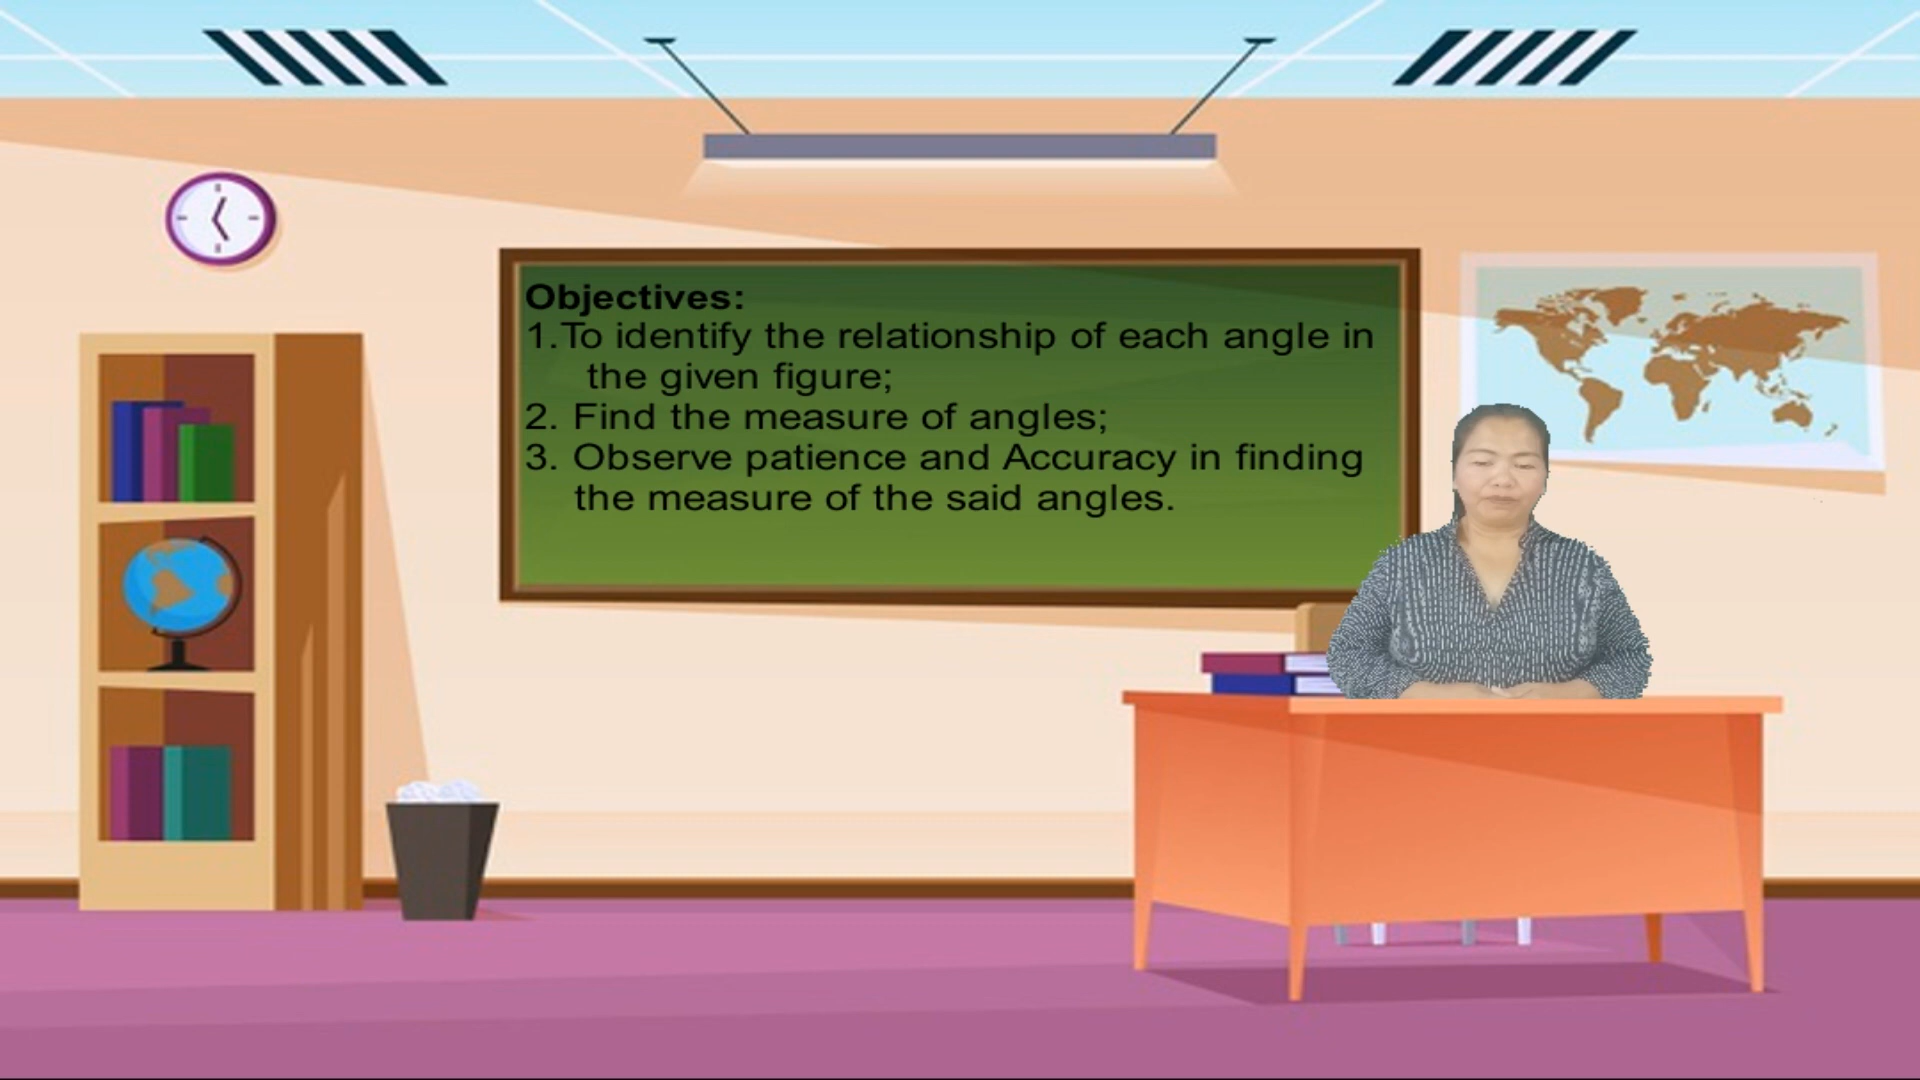 Objectives:
1.To identify the relationship of each angle in
the given figure;
2. Find the measure of angles;
3. Observe patience and Accuracy in finding
the measure of the said angles.